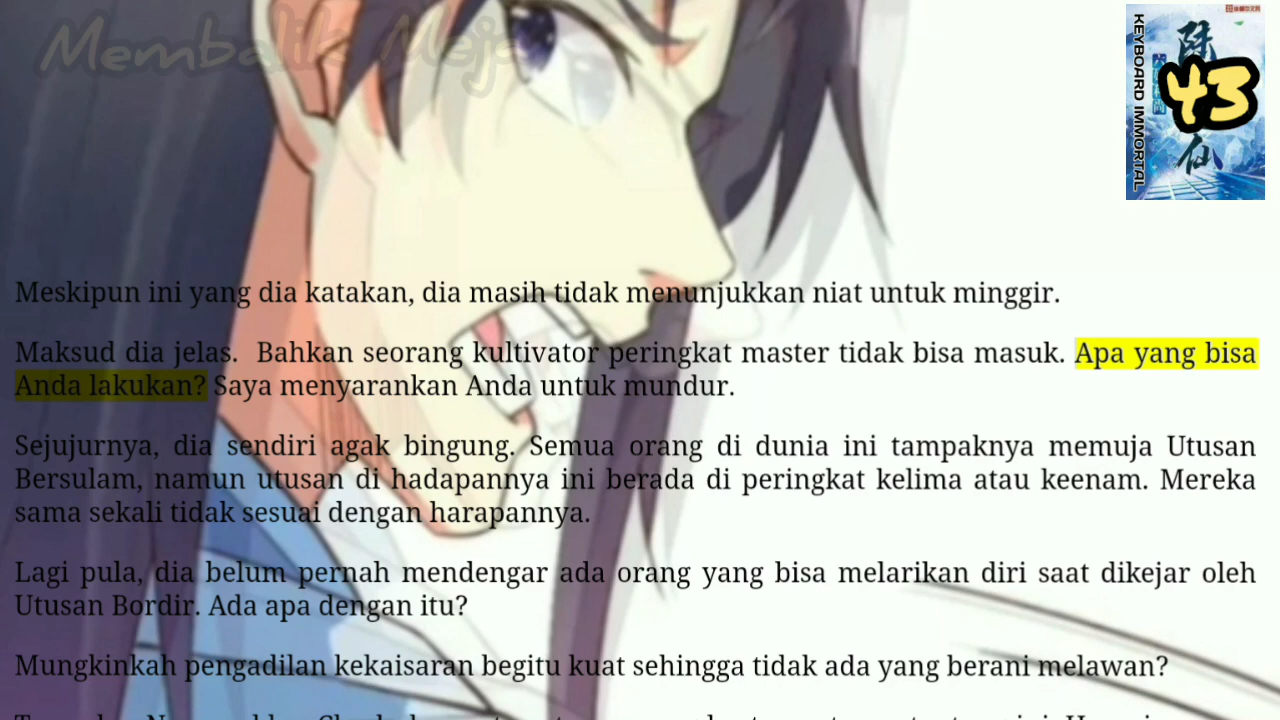 Membalik Meja
KEYBOARD IMMORTAL
43
仙
Meskipun ini yang dia katakan, dia masih tidak menunjukkan niat untuk minggir.
Maksud dia jelas.  Bahkan seorang kultivator peringkat master tidak bisa masuk. Apa yang bisa
Anda lakukan? Saya menyarankan Anda untuk mundur.
Sejujurnya, dia sendiri agak bingung. Semua orang di dunia ini tampaknya memuja Utusan
Bersulam, namun utusan di hadapannya ini berada di peringkat kelima atau keenam. Mereka
sama sekali tidak sesuai dengan harapannya.
Lagi pula, dia belum pernah mendengar ada orang yang bisa melarikan diri saat dikejar oleh
Utusan Bordir. Ada apa dengan itu?
Mungkinkah pengadilan kekaisaran begitu kuat sehingga tidak ada yang berani melawan?